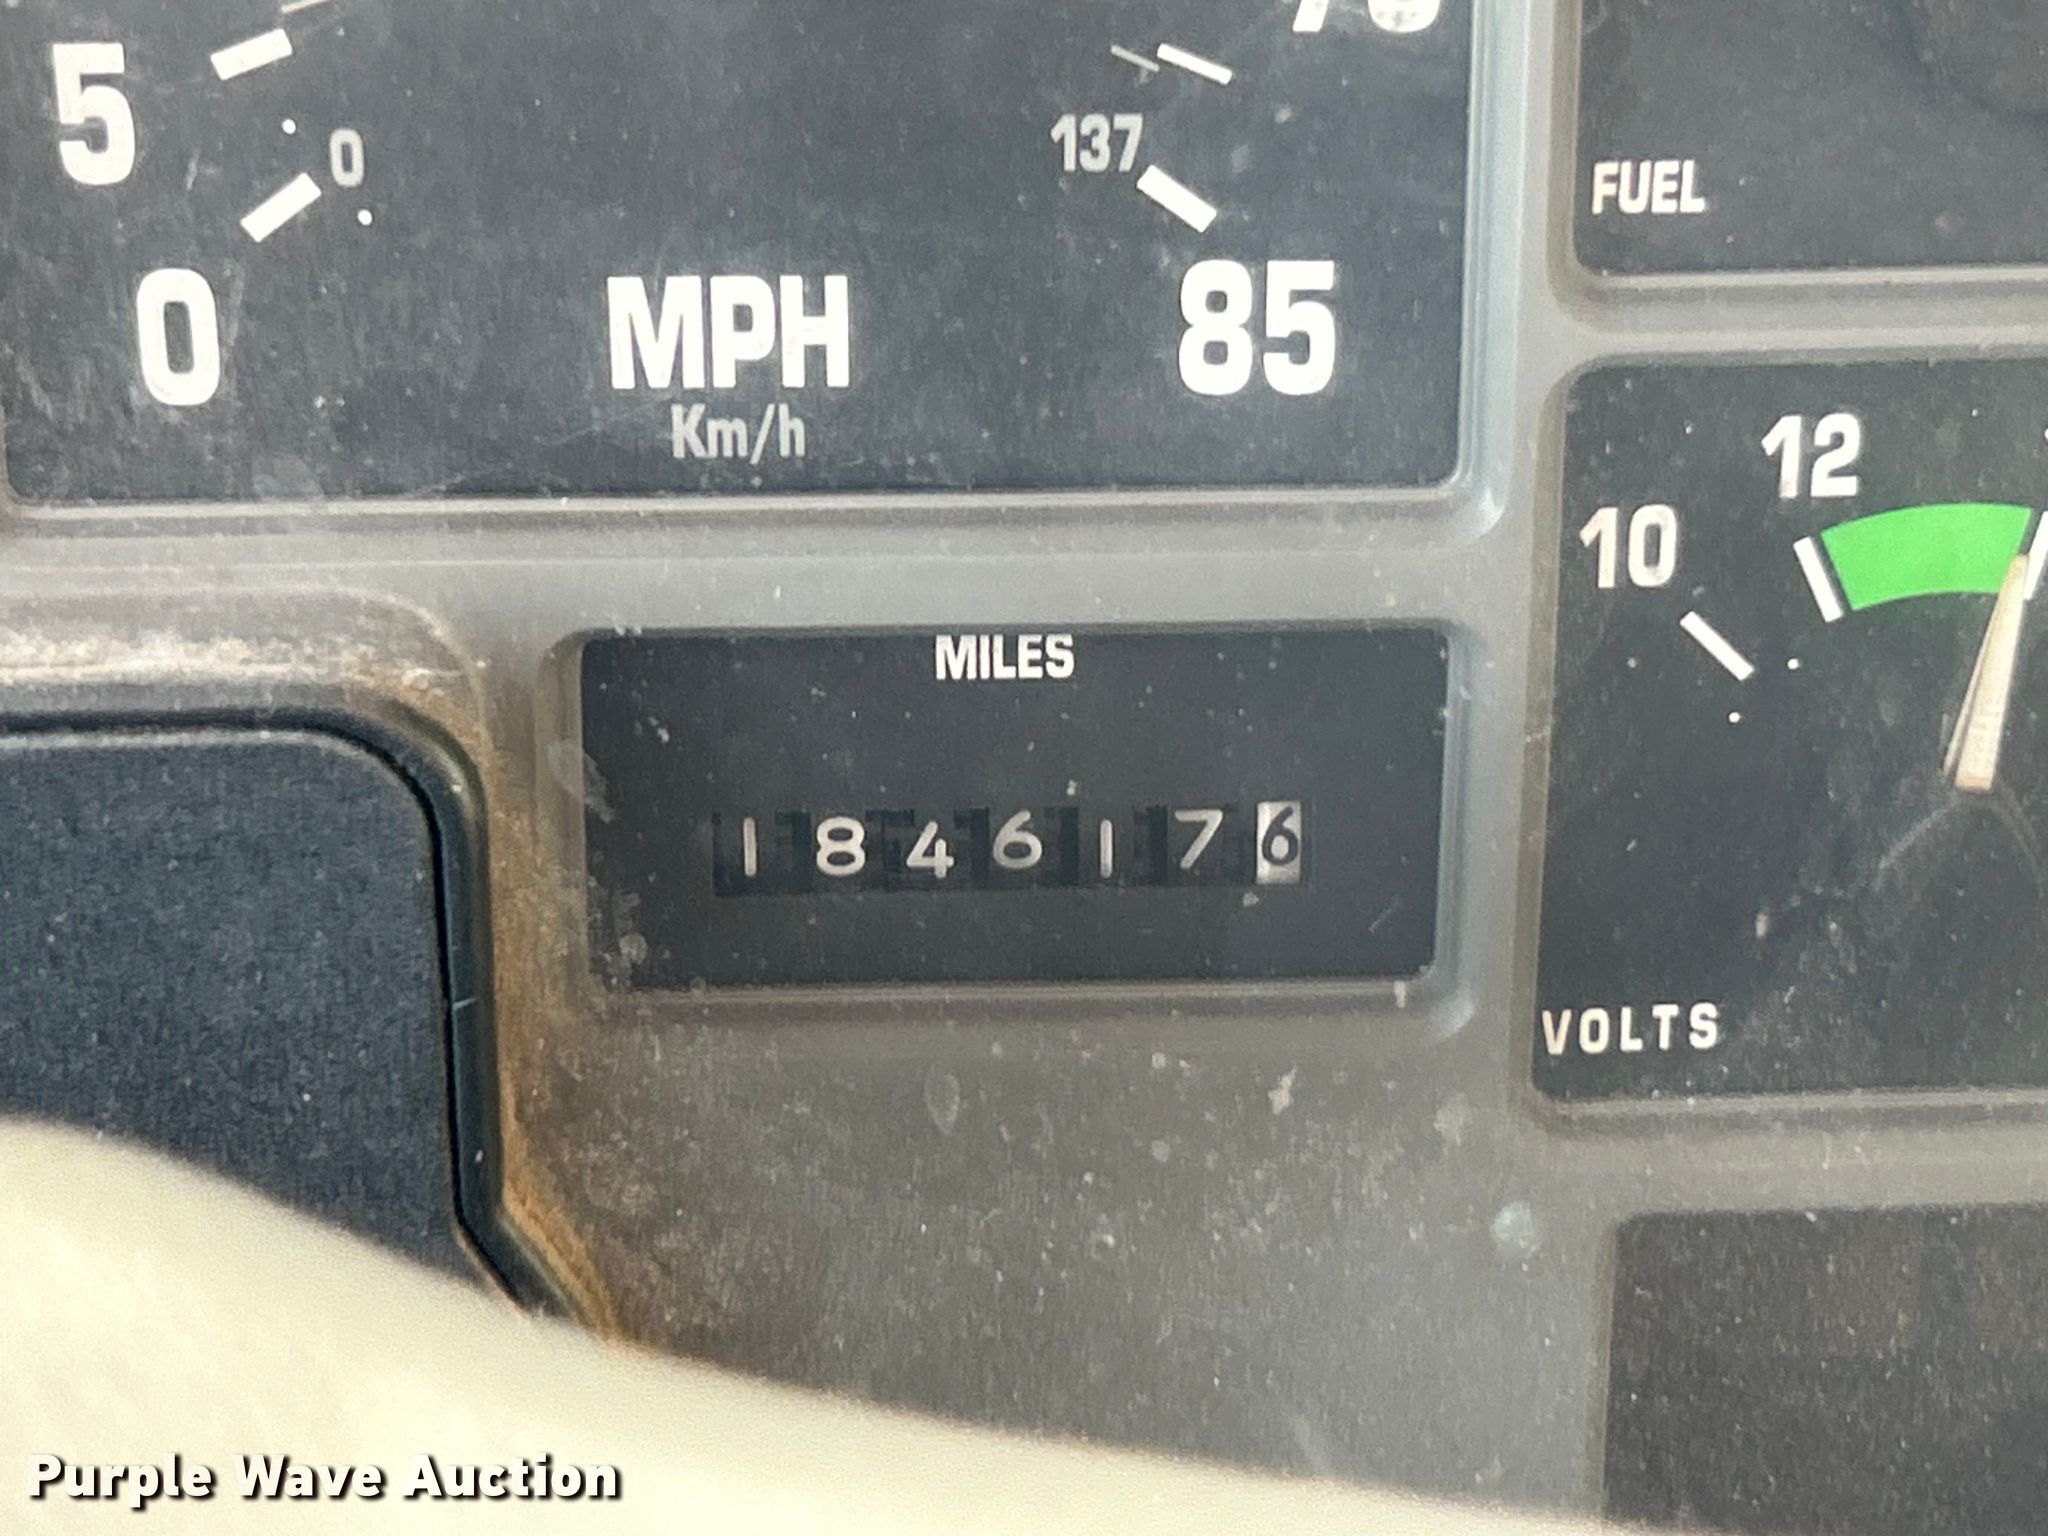 5
0
137
0
MPH
85
Km/h
FUEL
12
10
MILES
1846176
VOLTS
Purple Wave Auction